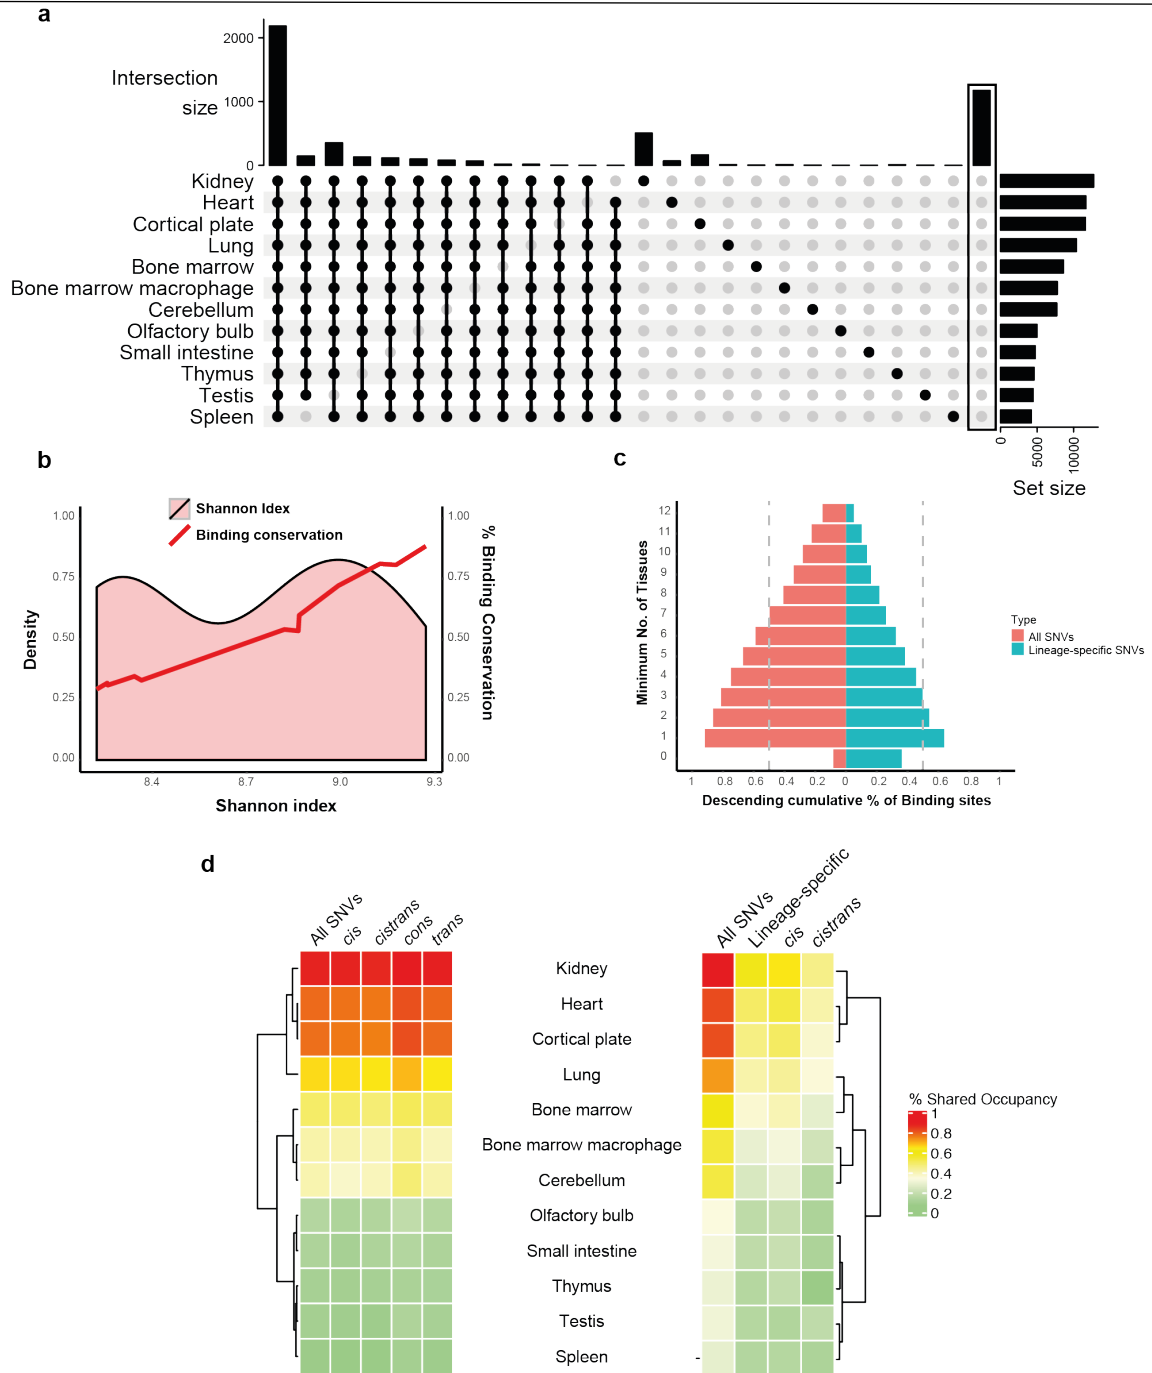 a
2000
Intersection
size
1000
0
Kidney
Heart
Cortical plate
Lung
Bone marrow
Bone marrow macrophage
Cerebellum
Olfactory bulb
Small intestine
Thymus
Testis
Spleen
0
5000
10000
Set size
b
Shannon Idex
Binding conservation
1.00
0.75
0.50
0.25
0.00
Density
1.00
0.75
0.50
0.25
0.00
% Binding Conservation
8.4 8.7 9.0 9.3
Shannon index
c
Minimum No. of Tissues
12
11
10
9
8
7
6
5
4
3
2
1
0
1 0.8 0.6 0.4 0.2 0 0.2 0.4 0.6 0.8 1
Descending cumulative % of Binding sites
Type
All SNVs
Lineage-specific SNVs
d
All SNVs
cis
cistrans
cons
trans
All SNVs
Lineage-specific
cis
cistrans
Kidney
Heart
Cortical plate
Lung
Bone marrow
Bone marrow macrophage
Cerebellum
Olfactory bulb
Small intestine
Thymus
Testis
Spleen
% Shared Occupancy
1
0.8
0.6
0.4
0.2
0